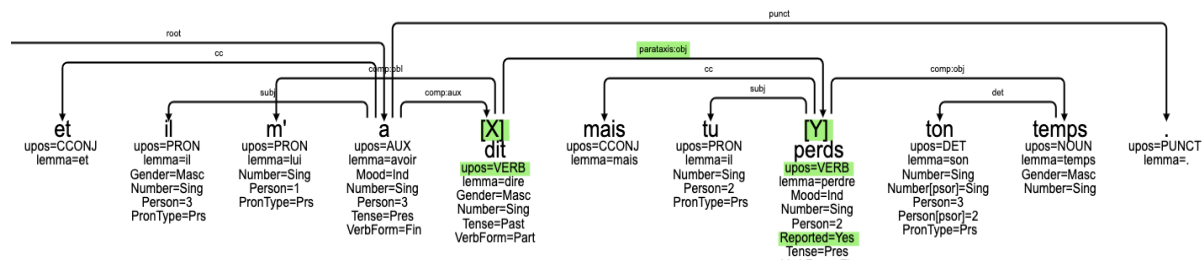 punct
root
cc
parataxis:obj
comp:obl
cc
comp:obj
subj
comp:aux
subj
det
et il m' a [X] mais tu [Y] ton temps .
dit
perds
upos=CCONJ
lemma=et
upos=PRON
lemma=il
Gender=Masc
Number=Sing
Person=3
PronType=Prs
upos=PRON
lemma=lui
Number=Sing
Person=1
PronType=Prs
upos=AUX
lemma=avoir
Mood=Ind
Number=Sing
Person=3
Tense=Pres
VerbForm=Fin
upos=VERB
lemma=dire
Gender=Masc
Number=Sing
Tense=Past
VerbForm=Part
upos=CCONJ
lemma=mais
upos=PRON
lemma=il
Number=Sing
Person=2
PronType=Prs
upos=VERB
lemma=perdre
Mood=Ind
Number=Sing
Person=2
Reported=Yes
Tense=Pres
upos=DET
lemma=son
Number=Sing
Number[psor]=Sing
Person=3
Person[psor]=2
PronType=Prs
upos=NOUN
lemma=temps
Gender=Masc
Number=Sing
upos=PUNCT
lemma=.